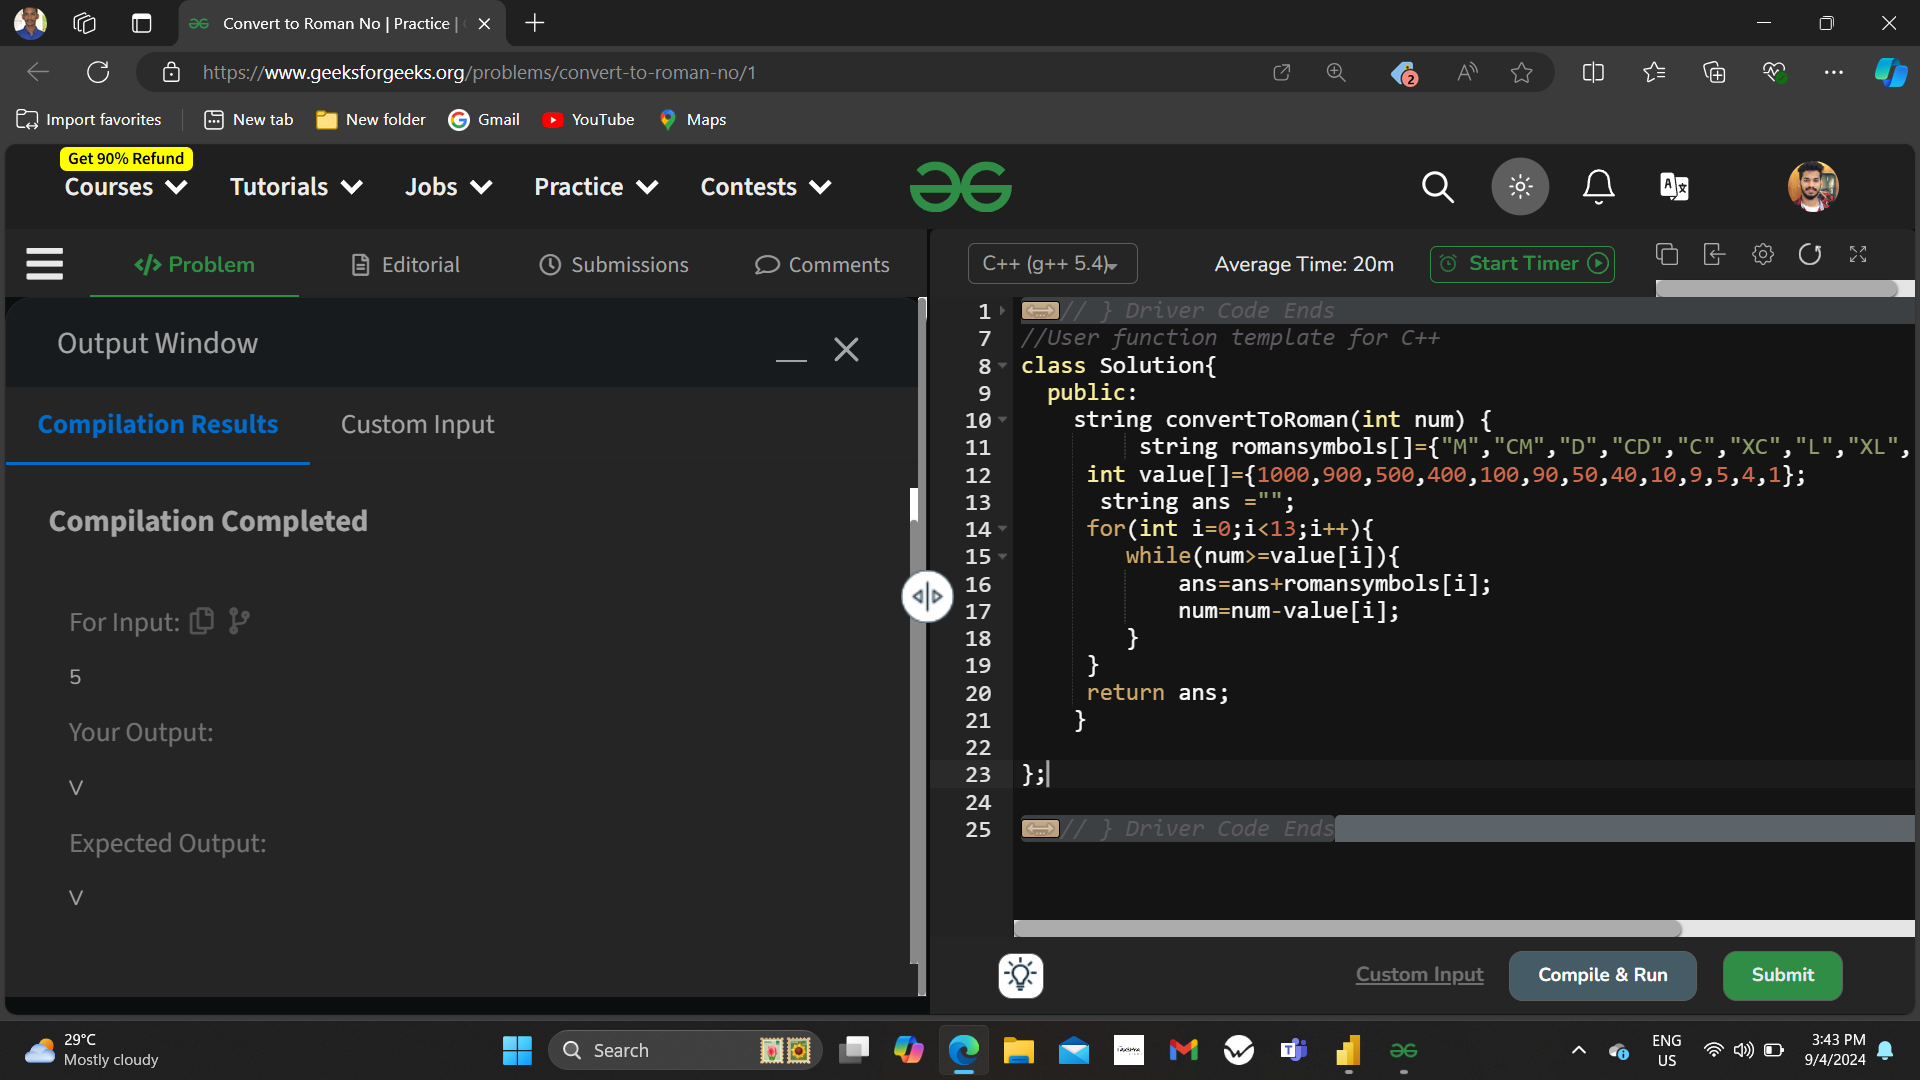 Convert to Roman No | Practice |
https://www.geeksforgeeks.org/problems/convert-to-roman-no/1
2
Import favorites
New tab
New folder
Gmail
YouTube
Maps
Get 90% Refund
Courses
Tutorials
Jobs
Practice
Contests
Problem
Editorial
Submissions
Comments
C++ (g++ 5.4)
Average Time: 20m
Start Timer
Output Window
Compilation Results
Custom Input
Compilation Completed
For Input:
5
Your Output:
V
Expected Output:
V
1 // } Driver Code Ends
7 //User function template for C++
8 class Solution{
9 public:
10 string convertToRoman(int num) {
11 string romansymbols[]={"M","CM","D","CD","C","XC","L","XL",
12 int value[]={1000,900,500,400,100,90,50,40,10,9,5,4,1};
13 string ans ="";
14 for(int i=0;i<13;i++){
15 while(num>=value[i]){
16 ans=ans+romansymbols[i];
17 num=num-value[i];
18 }
19 }
20 return ans;
21 }
22
23 };
24
25 // } Driver Code Ends
Custom Input
Compile & Run
Submit
29°C
Mostly cloudy
Search
ENG
US
3:43 PM
9/4/2024